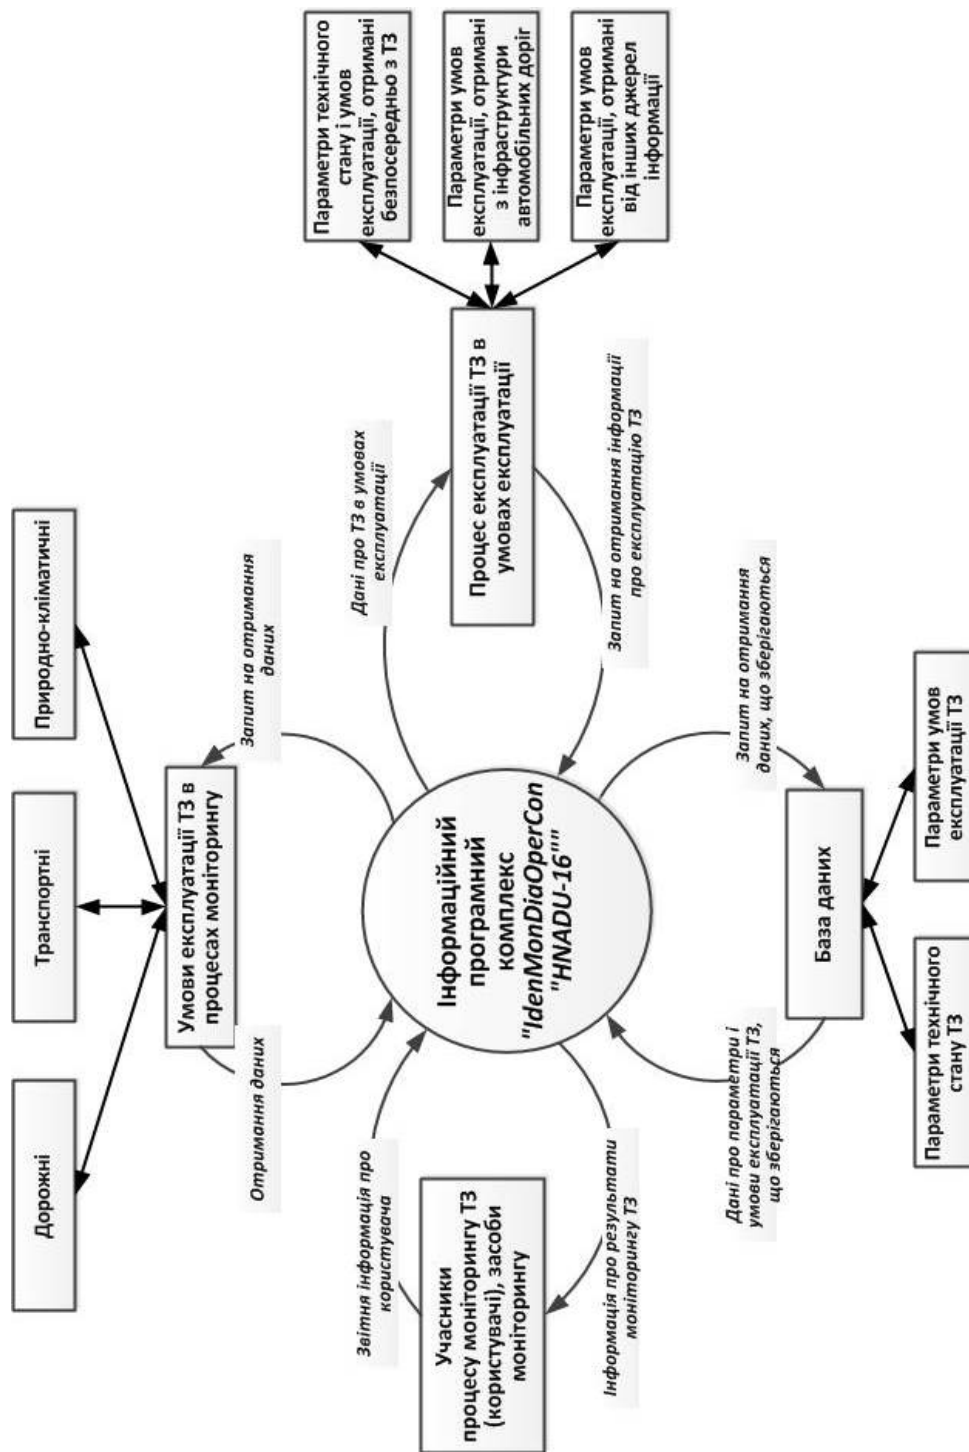 Дорожні
Транспортні
Природно-кліматичні
Умови експлуатації ТЗ в
процесах моніторингу
Отримання даних
Запит на отримання
даних
Звітня інформація про
користувача
Дані про ТЗ в умовах
експлуатації
Учасники
процесу моніторингу ТЗ
(користувачі), засоби
моніторингу
Інформаційний
програмний
комплекс
"IdenMonDiaOperCon
"HNADU-16""
Процес експлуатації ТЗ в
умовах експлуатації
Параметри технічного
стану і умов
експлуатації, отримані
безпосередньо з ТЗ
Параметри умов
експлуатації, отримані
з інфраструктури
автомобільних доріг
Параметри умов
експлуатації, отримані
від інших джерел
інформації
Інформація про результати
моніторингу ТЗ
Запит на отримання інформації
про експлуатацію ТЗ
Дані про параметри і
умови експлуатації ТЗ,
що зберігаються
Запит на отримання
даних, що зберігаються
База даних
Параметри технічного
стану ТЗ
Параметри умов
експлуатації ТЗ